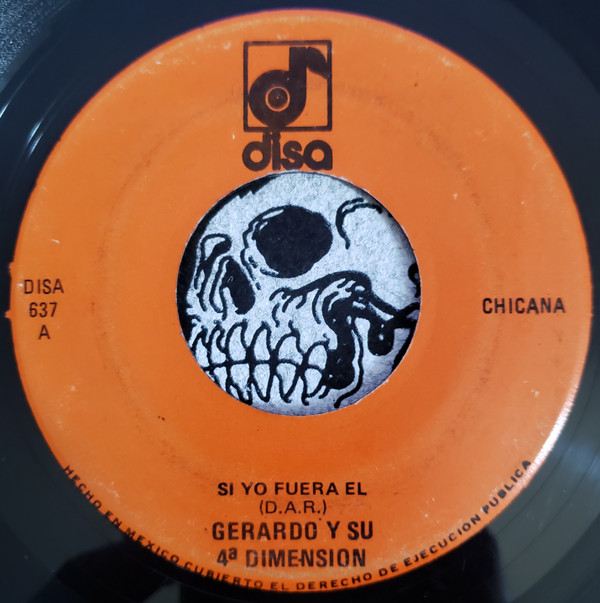 disa
DISA
637
A
CHICANA
SI YO FUERA EL
(D.A.R.)
GERARDO Y SU
4ª DIMENSION
HECHO EN MEXICO CUBIERTO EL DERECHO DE EJECUCION PUBLICA